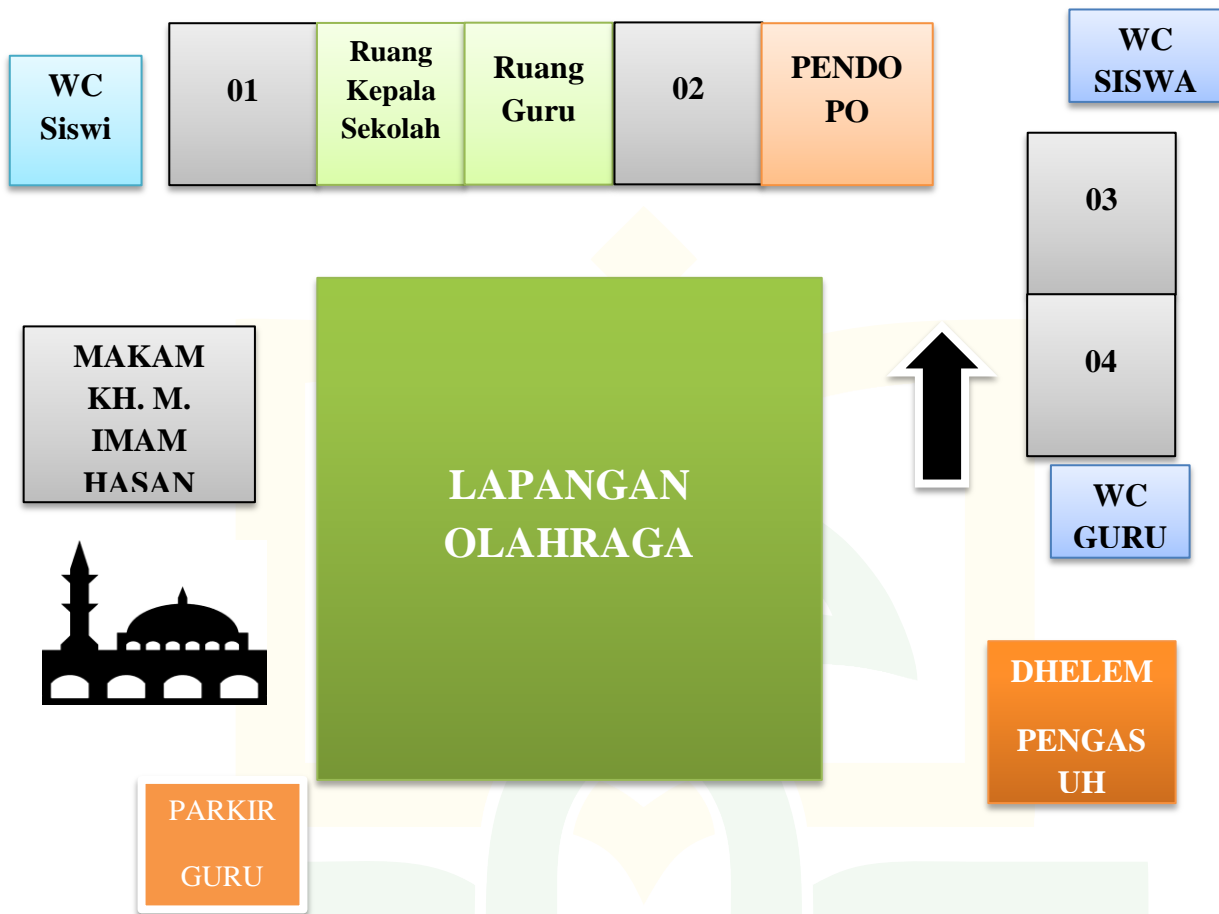 WC
Siswi
01
Ruang
Kepala
Sekolah
Ruang
Guru
02
PENDO
PO
WC
SISWA
03
04
MAKAM
KH. M.
IMAM
HASAN
LAPANGAN
OLAHRAGA
WC
GURU
DHELEM
PENGAS
UH
PARKIR
GURU